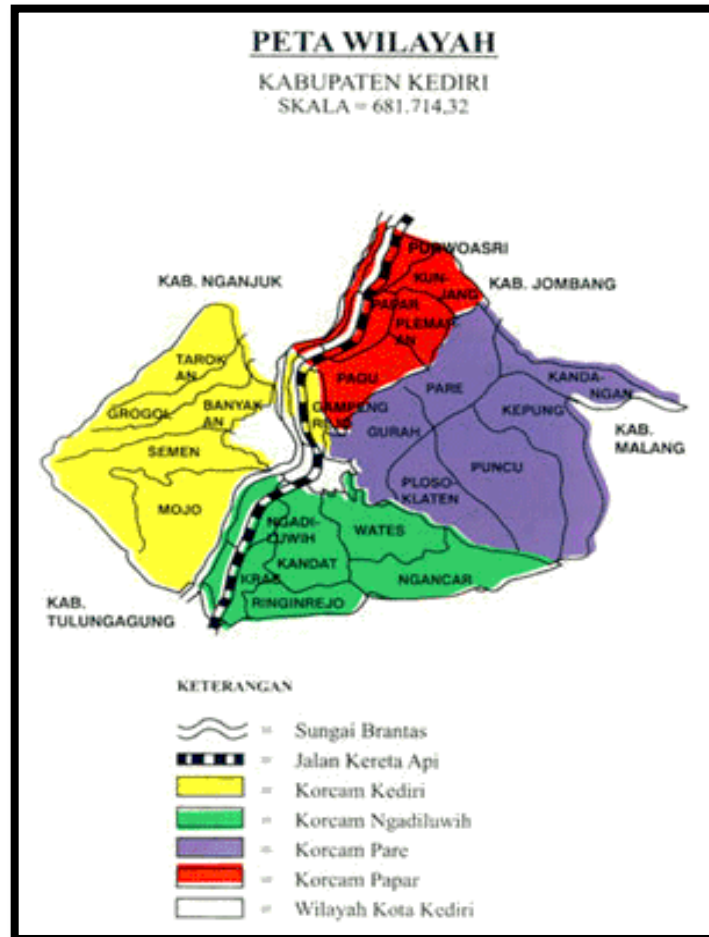 PETA WILAYAH
KABUPATEN KEDIRI
SKALA = 681.714,32
PURWOASRI
KAB. NGANJUK
KUN-
JANG
KAB. JOMBANG
PAPAR
PLEMAH-
AN
TAROK
AN
PAGU
PARE
KANDA-
NGAN
GROGOL
BANYAK
AN
GAMPENG
REJO
KEPUNG
GURAH
KAB.
MALANG
SEMEN
PUNCU
PLOSO-
KLATEN
MOJO
NGADI-
LUWIH
WATES
KANDAT
KRAS
NGANCAR
RINGINREJO
KAB.
TULUNGAGUNG
KETERANGAN
= Sungai Brantas
= Jalan Kereta Api
= Korcam Kediri
= Korcam Ngadiluwih
= Korcam Pare
= Korcam Papar
= Wilayah Kota Kediri